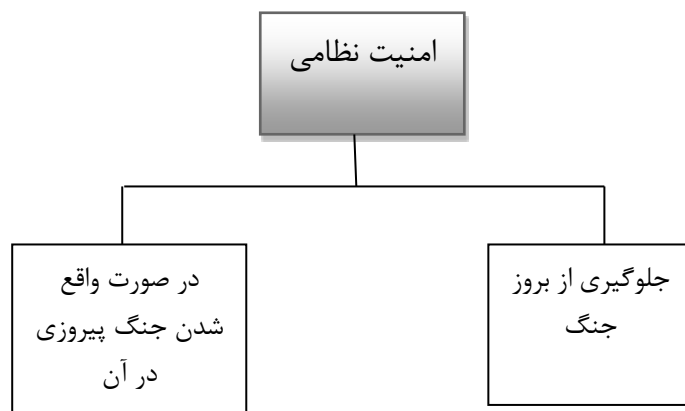 امنیت نظامی
جلوگیری از بروز
جنگ
در صورت واقع
شدن جنگ پیروزی
در آن